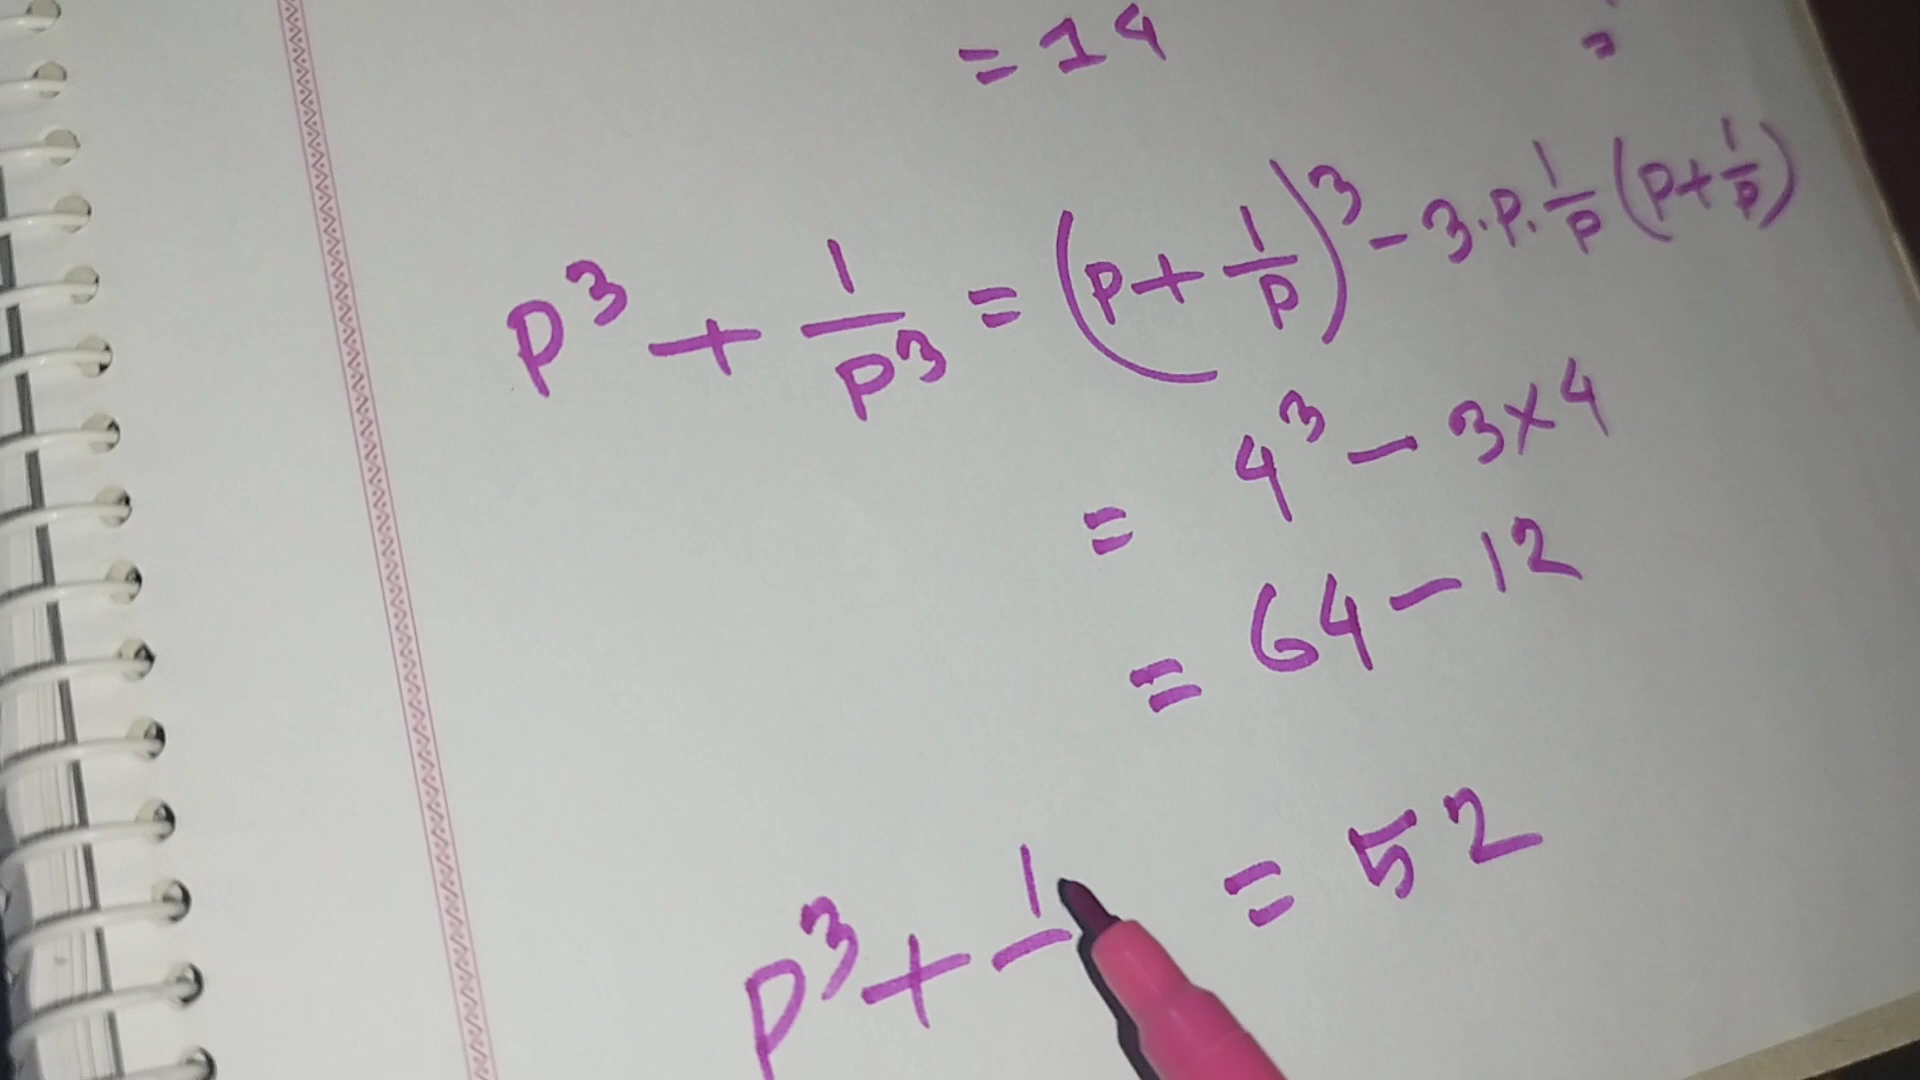 = 14
p³ + 1/p³ = (p + 1/p)³ - 3·p·1/p (p + 1/p)
= 4³ - 3×4
= 64 - 12
p³ + 1/ = 52